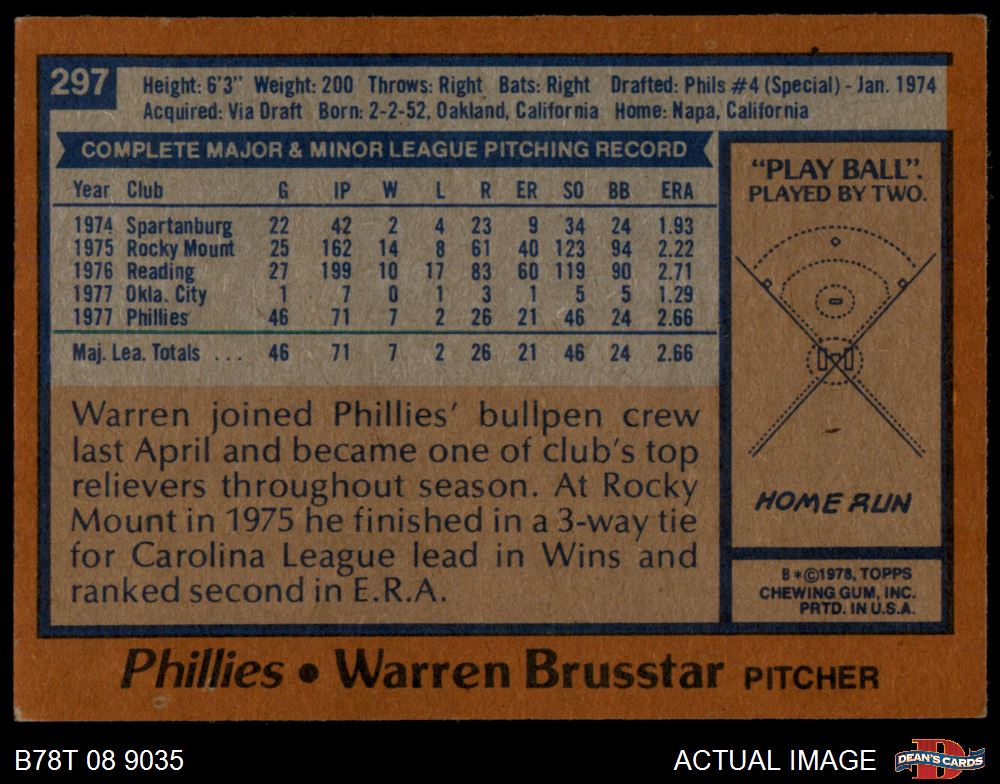 297
Height: 6'3" Weight: 200 Throws: Right Bats: Right Drafted: Phils #4 (Special) - Jan. 1974
Acquired: Via Draft Born: 2-2-52, Oakland, California Home: Napa, California
COMPLETE MAJOR & MINOR LEAGUE PITCHING RECORD
Year Club G IP W L R ER SO BB ERA
1974 Spartanburg 22 42 2 4 23 9 34 24 1.93
1975 Rocky Mount 25 162 14 8 61 40 123 94 2.22
1976 Reading 27 199 10 17 83 60 119 90 2.71
1977 Okla. City 1 7 0 1 3 1 5 5 1.29
1977 Phillies 46 71 7 2 26 21 46 24 2.66
Maj. Lea. Totals ... 46 71 7 2 26 21 46 24 2.66
Warren joined Phillies' bullpen crew
last April and became one of club's top
relievers throughout season. At Rocky
Mount in 1975 he finished in a 3-way tie
for Carolina League lead in Wins and
ranked second in E.R.A.
"PLAY BALL".
PLAYED BY TWO.
HOME RUN
B*©1978, TOPPS
CHEWING GUM, INC.
PRTD. IN U.S.A.
Phillies • Warren Brusstar PITCHER
B78T 08 9035
ACTUAL IMAGE
DEAN'S CARDS